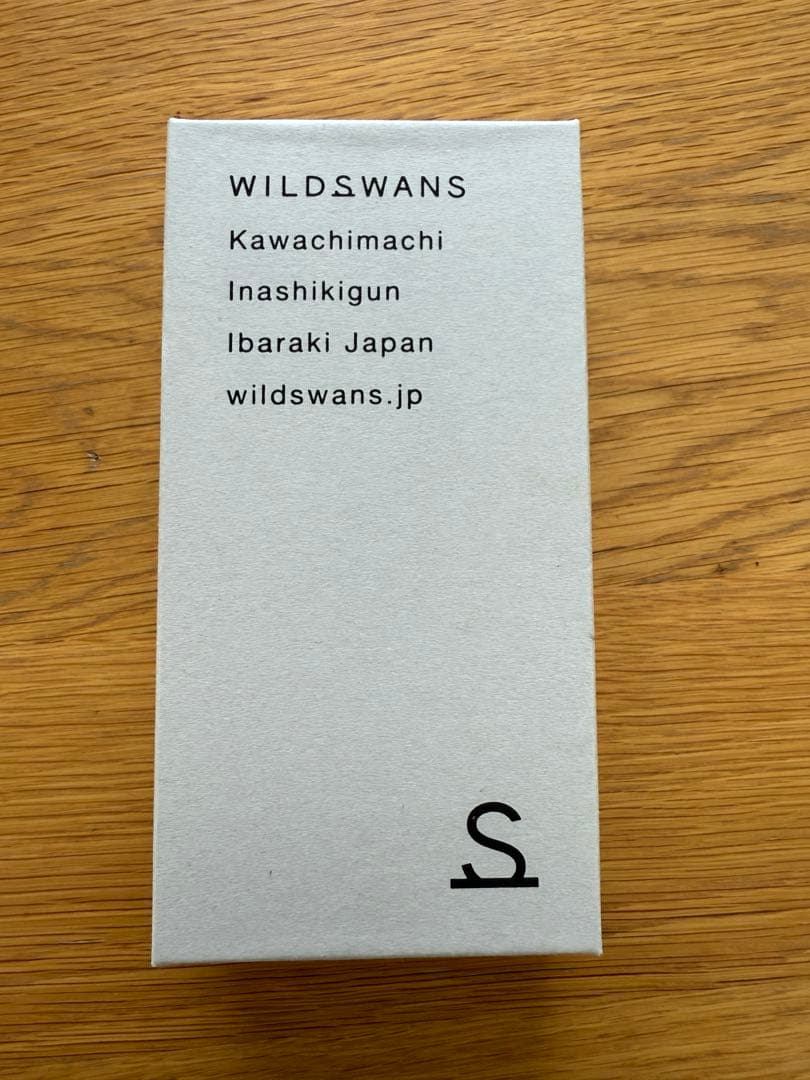 WILDSWANS
Kawachimachi
Inashikigun
Ibaraki Japan
wildswans.jp
S